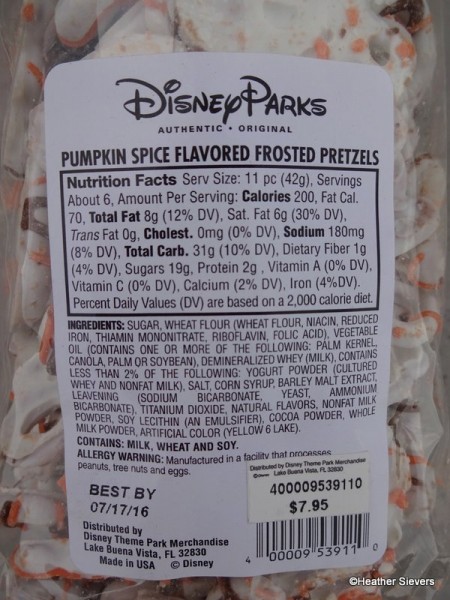 DISNEY PARKS
AUTHENTIC • ORIGINAL
PUMPKIN SPICE FLAVORED FROSTED PRETZELS
Nutrition Facts Serv Size: 11 pc (42g), Servings
About 6, Amount Per Serving: Calories 200, Fat Cal.
70, Total Fat 8g (12% DV), Sat. Fat 6g (30% DV),
Trans Fat 0g, Cholest. 0mg (0% DV), Sodium 180mg
(8% DV), Total Carb. 31g (10% DV), Dietary Fiber 1g
(4% DV), Sugars 19g, Protein 2g , Vitamin A (0% DV),
Vitamin C (0% DV), Calcium (2% DV), Iron (4%DV).
Percent Daily Values (DV) are based on a 2,000 calorie diet.
INGREDIENTS: SUGAR, WHEAT FLOUR (WHEAT FLOUR, NIACIN, REDUCED
IRON, THIAMIN MONONITRATE, RIBOFLAVIN, FOLIC ACID), VEGETABLE
OIL (CONTAINS ONE OR MORE OF THE FOLLOWING: PALM KERNEL,
CANOLA, PALM OR SOYBEAN), DEMINERALIZED WHEY (MILK), CONTAINS
LESS THAN 2% OF THE FOLLOWING: YOGURT POWDER (CULTURED
WHEY AND NONFAT MILK), SALT, CORN SYRUP, BARLEY MALT EXTRACT,
LEAVENING (SODIUM BICARBONATE, YEAST, AMMONIUM
BICARBONATE), TITANIUM DIOXIDE, NATURAL FLAVORS, NONFAT MILK
POWDER, SOY LECITHIN (AN EMULSIFIER), COCOA POWDER, WHOLE
MILK POWDER, ARTIFICIAL COLOR (YELLOW 6 LAKE).
CONTAINS: MILK, WHEAT AND SOY.
ALLERGY WARNING: Manufactured in a facility that processes
peanuts, tree nuts and eggs.
BEST BY
07/17/16
Distributed by
Disney Theme Park Merchandise
Lake Buena Vista, FL 32830
Made in USA © Disney
Distributed by Disney Theme Park Merchandise
Lake Buena Vista, FL 32830
400009539110
$7.95
4 00009 53911 0
©Heather Sievers